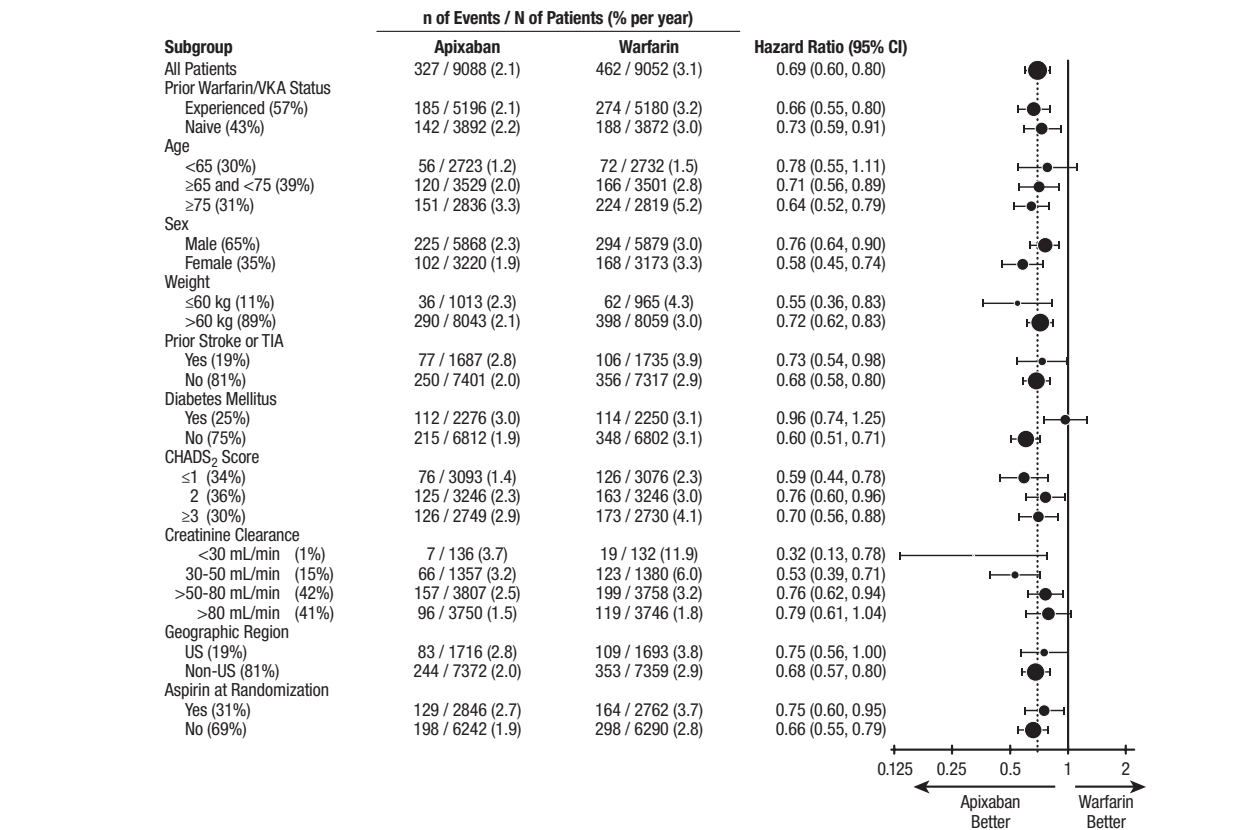 n of Events / N of Patients (% per year)
Subgroup Apixaban Warfarin Hazard Ratio (95% CI)
All Patients 327 / 9088 (2.1) 462 / 9052 (3.1) 0.69 (0.60, 0.80)
Prior Warfarin/VKA Status
Experienced (57%) 185 / 5196 (2.1) 274 / 5180 (3.2) 0.66 (0.55, 0.80)
Naive (43%) 142 / 3892 (2.2) 188 / 3872 (3.0) 0.73 (0.59, 0.91)
Age
<65 (30%) 56 / 2723 (1.2) 72 / 2732 (1.5) 0.78 (0.55, 1.11)
≥65 and <75 (39%) 120 / 3529 (2.0) 166 / 3501 (2.8) 0.71 (0.56, 0.89)
≥75 (31%) 151 / 2836 (3.3) 224 / 2819 (5.2) 0.64 (0.52, 0.79)
Sex
Male (65%) 225 / 5868 (2.3) 294 / 5879 (3.0) 0.76 (0.64, 0.90)
Female (35%) 102 / 3220 (1.9) 168 / 3173 (3.3) 0.58 (0.45, 0.74)
Weight
≤60 kg (11%) 36 / 1013 (2.3) 62 / 965 (4.3) 0.55 (0.36, 0.83)
>60 kg (89%) 290 / 8043 (2.1) 398 / 8059 (3.0) 0.72 (0.62, 0.83)
Prior Stroke or TIA
Yes (19%) 77 / 1687 (2.8) 106 / 1735 (3.9) 0.73 (0.54, 0.98)
No (81%) 250 / 7401 (2.0) 356 / 7317 (2.9) 0.68 (0.58, 0.80)
Diabetes Mellitus
Yes (25%) 112 / 2276 (3.0) 114 / 2250 (3.1) 0.96 (0.74, 1.25)
No (75%) 215 / 6812 (1.9) 348 / 6802 (3.1) 0.60 (0.51, 0.71)
CHADS₂ Score
≤1 (34%) 76 / 3093 (1.4) 126 / 3076 (2.3) 0.59 (0.44, 0.78)
2 (36%) 125 / 3246 (2.3) 163 / 3246 (3.0) 0.76 (0.60, 0.96)
≥3 (30%) 126 / 2749 (2.9) 173 / 2730 (4.1) 0.70 (0.56, 0.88)
Creatinine Clearance
<30 mL/min (1%) 7 / 136 (3.7) 19 / 132 (11.9) 0.32 (0.13, 0.78)
30-50 mL/min (15%) 66 / 1357 (3.2) 123 / 1380 (6.0) 0.53 (0.39, 0.71)
>50-80 mL/min (42%) 157 / 3807 (2.5) 199 / 3758 (3.2) 0.76 (0.62, 0.94)
>80 mL/min (41%) 96 / 3750 (1.5) 119 / 3746 (1.8) 0.79 (0.61, 1.04)
Geographic Region
US (19%) 83 / 1716 (2.8) 109 / 1693 (3.8) 0.75 (0.56, 1.00)
Non-US (81%) 244 / 7372 (2.0) 353 / 7359 (2.9) 0.68 (0.57, 0.80)
Aspirin at Randomization
Yes (31%) 129 / 2846 (2.7) 164 / 2762 (3.7) 0.75 (0.60, 0.95)
No (69%) 198 / 6242 (1.9) 298 / 6290 (2.8) 0.66 (0.55, 0.79)
0.125 0.25 0.5 1 2
Apixaban Warfarin
Better Better